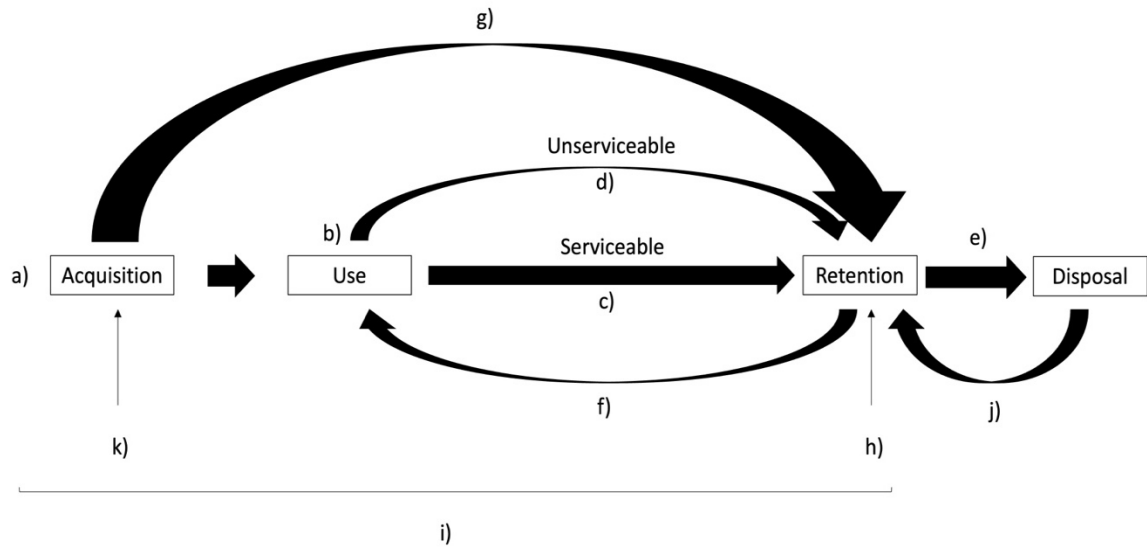 g)
Unserviceable
d)
b)
Serviceable
e)
a)
Acquisition
Use
Retention
Disposal
c)
f)
j)
k)
h)
i)